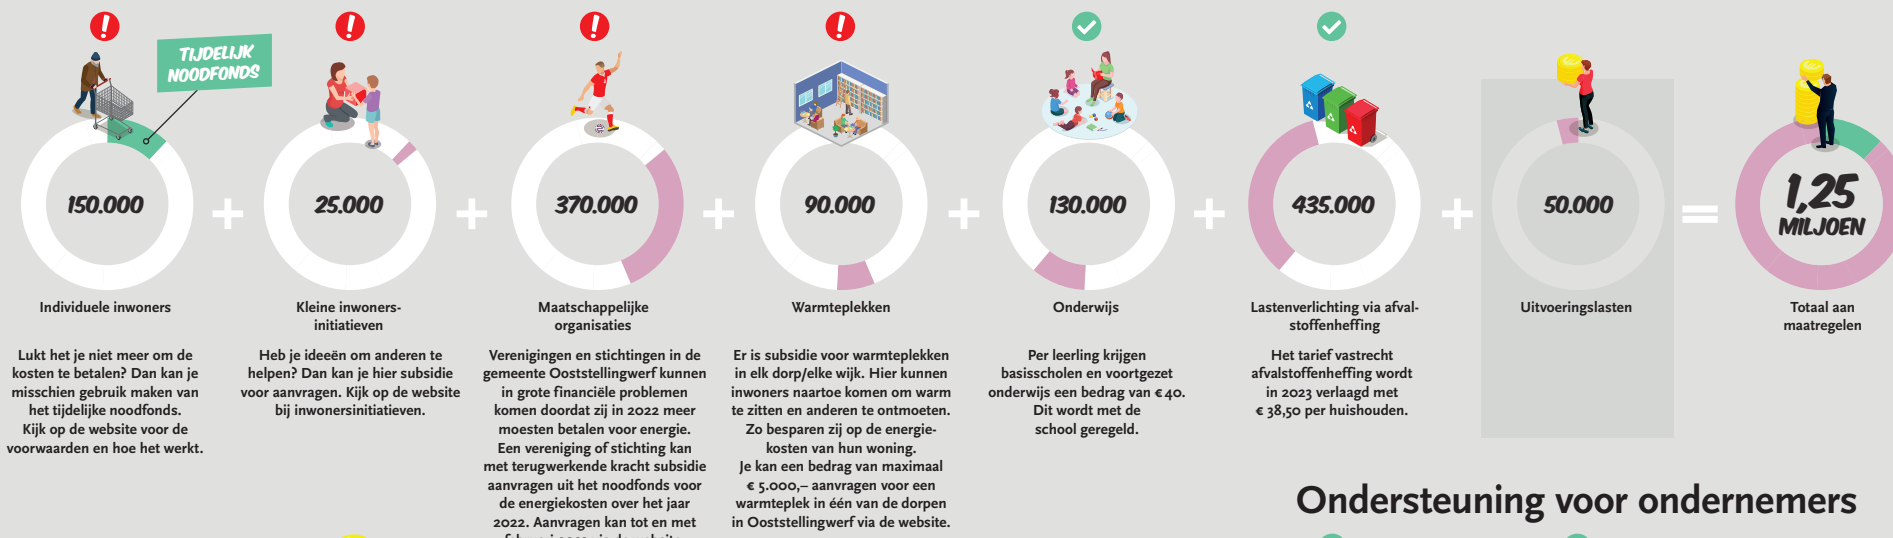 TIJDELIJK
NOODFONDS
150.000
+
25.000
+
370.000
+
90.000
+
130.000
+
435.000
+
50.000
=
1,25
MILJOEN
Individuele inwoners
Lukt het je niet meer om de
kosten te betalen? Dan kan je
misschien gebruik maken van
het tijdelijke noodfonds.
Kijk op de website voor de
voorwaarden en hoe het werkt.
Kleine inwoners-
initiatieven
Heb je ideeën om anderen te
helpen? Dan kan je hier subsidie
voor aanvragen. Kijk op de website
bij inwonersinitiatieven.
Maatschappelijke
organisaties
Verenigingen en stichtingen in de
gemeente Ooststellingwerf kunnen
in grote financiële problemen
komen doordat zij in 2022 meer
moesten betalen voor energie.
Een vereniging of stichting kan
met terugwerkende kracht subsidie
aanvragen uit het noodfonds voor
de energiekosten over het jaar
2022. Aanvragen kan tot en met
Warmteplekken
Er is subsidie voor warmteplekken
in elk dorp/elke wijk. Hier kunnen
inwoners naartoe komen om warm
te zitten en anderen te ontmoeten.
Zo besparen zij op de energie-
kosten van hun woning.
Je kan een bedrag van maximaal
€ 5.000,– aanvragen voor een
warmteplek in één van de dorpen
in Ooststellingwerf via de website.
Onderwijs
Per leerling krijgen
basisscholen en voortgezet
onderwijs een bedrag van € 40.
Dit wordt met de
school geregeld.
Lastenverlichting via afval-
stoffenheffing
Het tarief vastrecht
afvalstoffenheffing wordt
in 2023 verlaagd met
€ 38,50 per huishouden.
Uitvoeringslasten
Totaal aan
maatregelen
Ondersteuning voor ondernemers